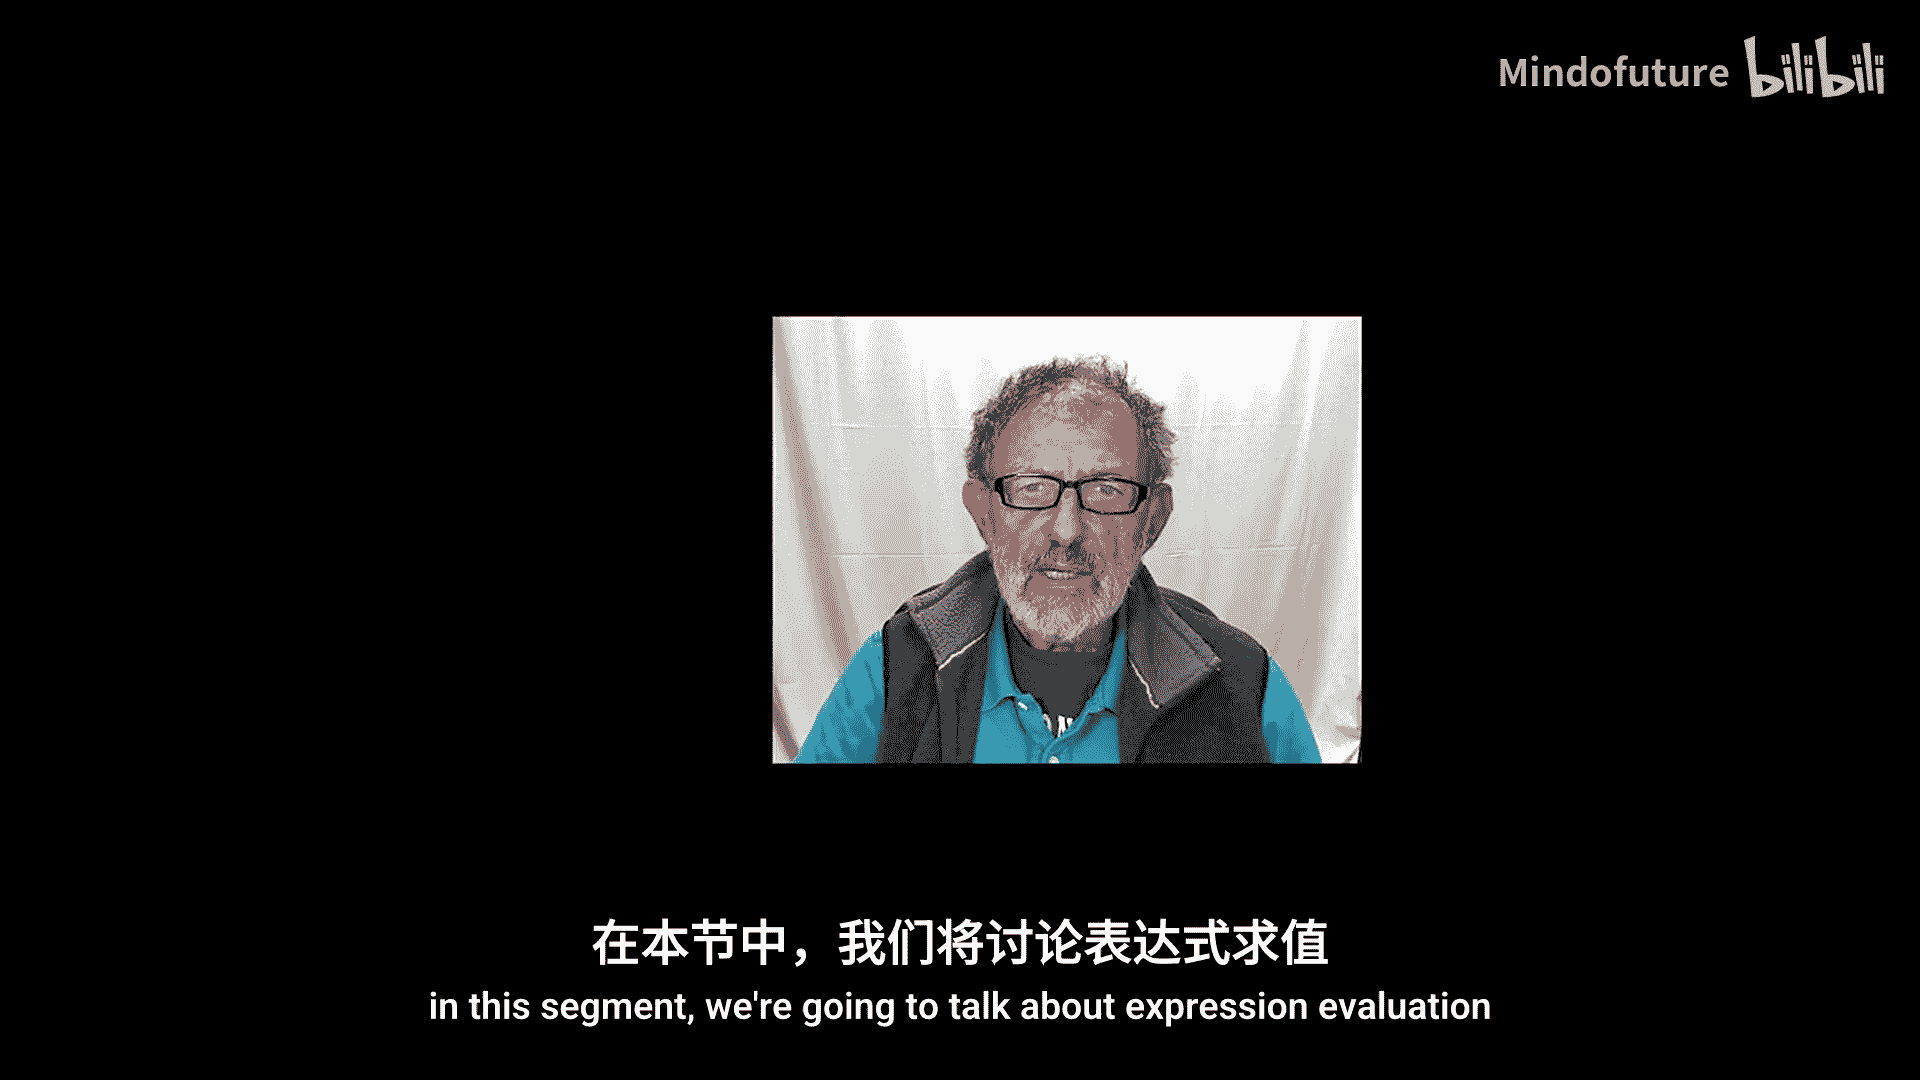 Mindofuture bilibili
在本节中，我们将讨论表达式求值
in this segment, we're going to talk about expression evaluation